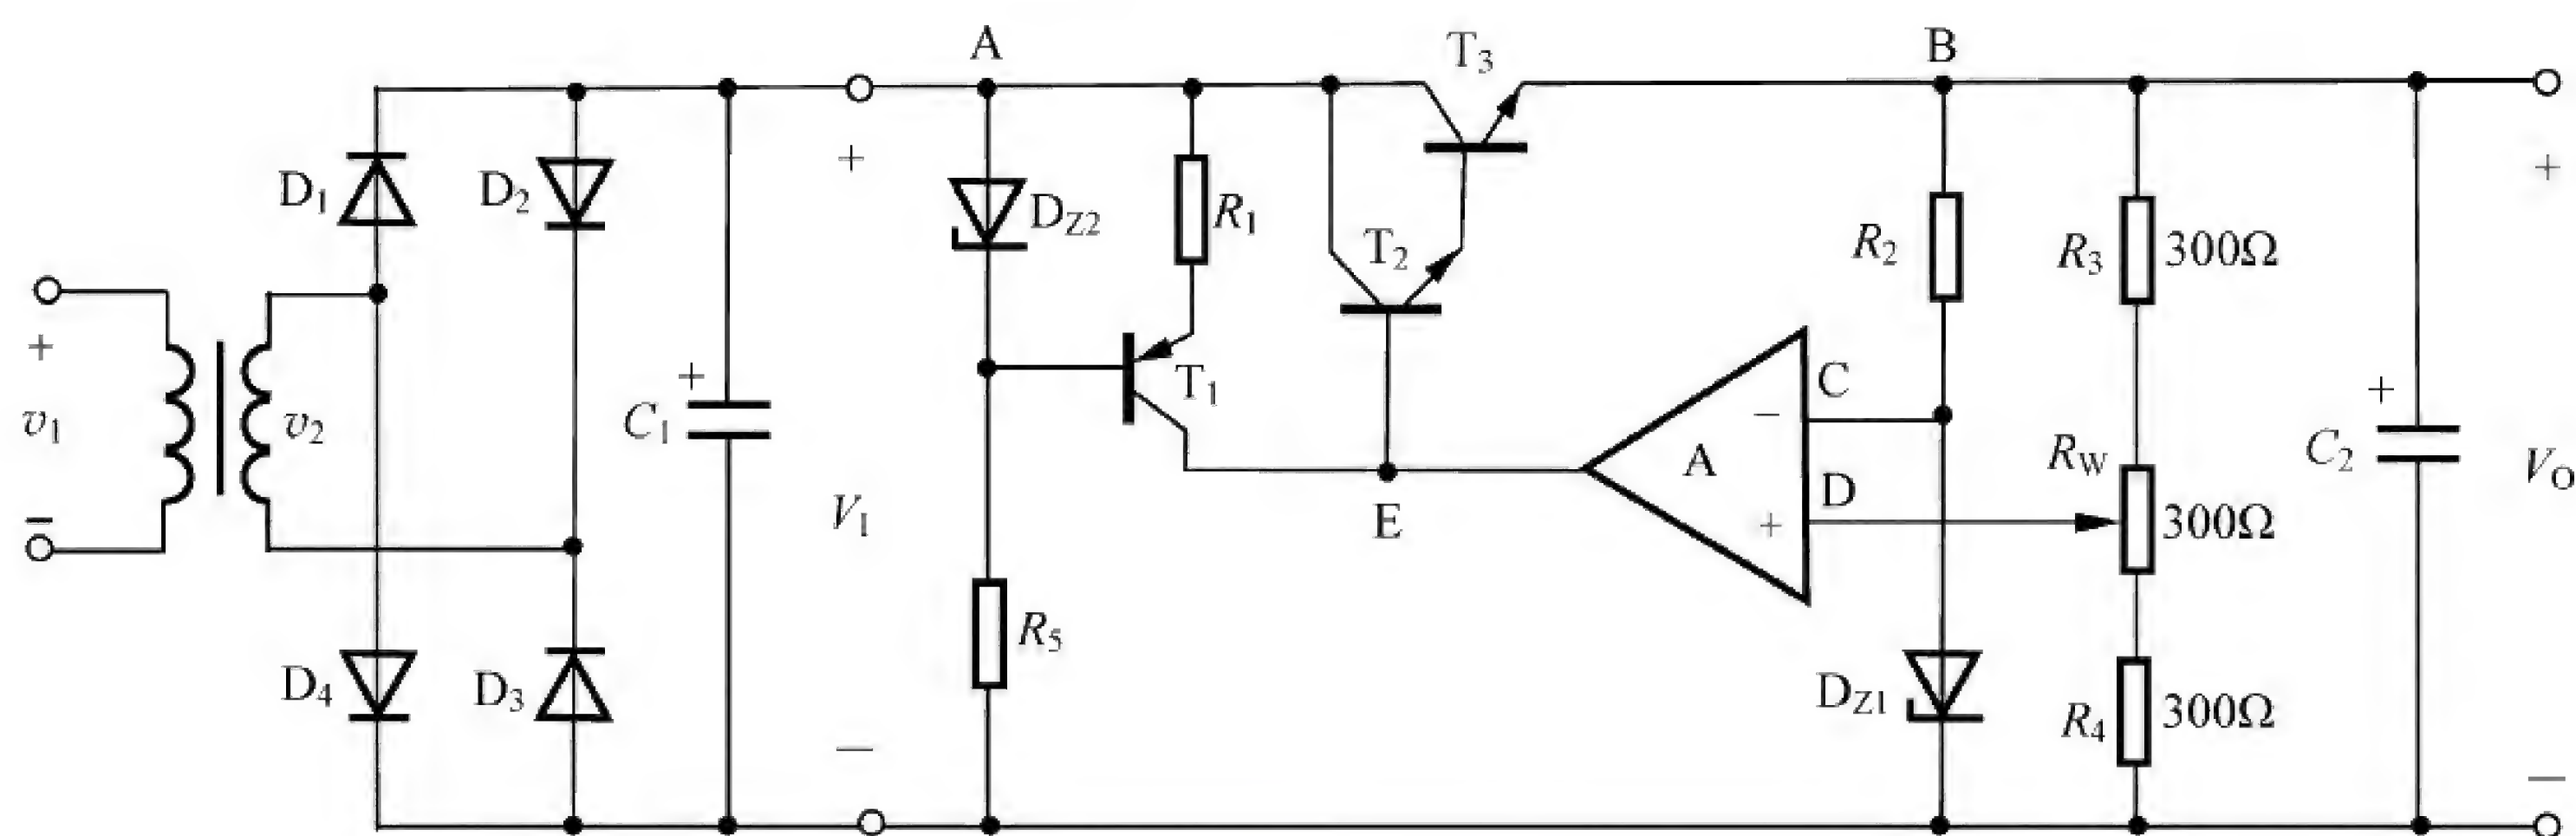 A
T3
B
D1
D2
+
DZ2
R1
+
T2
R2
R3
300Ω
+
v1
−
v2
+
C1
T1
C
−
A
D
+
E
RW
300Ω
+
C2
VO
VI
R5
D4
D3
−
DZ1
R4
300Ω
−